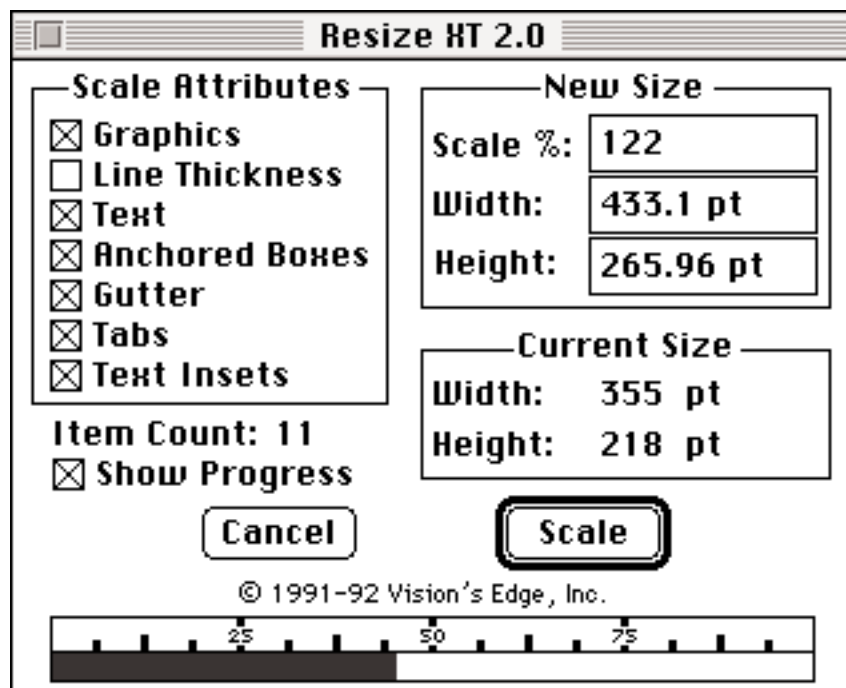 Resize XT 2.0
Scale Attributes
Graphics
Line Thickness
Text
Anchored Boxes
Gutter
Tabs
Text Insets
Item Count: 11
Show Progress
New Size
Scale %: 122
Width: 433.1 pt
Height: 265.96 pt
Current Size
Width: 355 pt
Height: 218 pt
Cancel
Scale
© 1991-92 Vision's Edge, Inc.
25 50 75